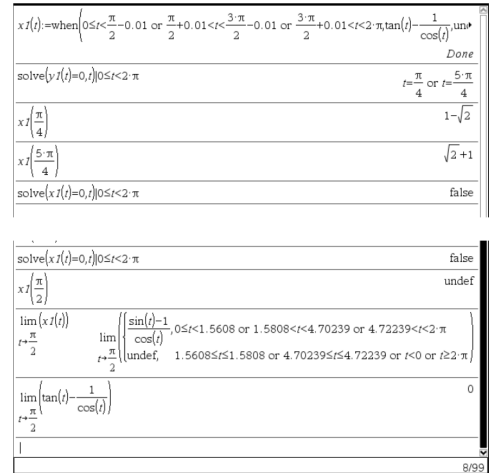 x1(t):=when(0≤t<π/2-0.01 or π/2+0.01<t<3·π/2-0.01 or 3·π/2+0.01<t<2·π,tan(t)-1/cos(t),und
Done
solve(y1(t)=0,t)|0≤t<2·π
t=π/4 or t=5·π/4
x1(π/4)
1-√2
x1(5·π/4)
√2+1
solve(x1(t)=0,t)|0≤t<2·π
false
solve(x1(t)=0,t)|0≤t<2·π
false
x1(π/2)
undef
lim t→π/2 (x1(t))
lim t→π/2 ({sin(t)-1/cos(t),0≤t<1.5608 or 1.5808<t<4.70239 or 4.72239<t<2·π
undef, 1.5608≤t≤1.5808 or 4.70239≤t≤4.72239 or t<0 or t≥2·π)
lim t→π/2 (tan(t)-1/cos(t))
0
8/99